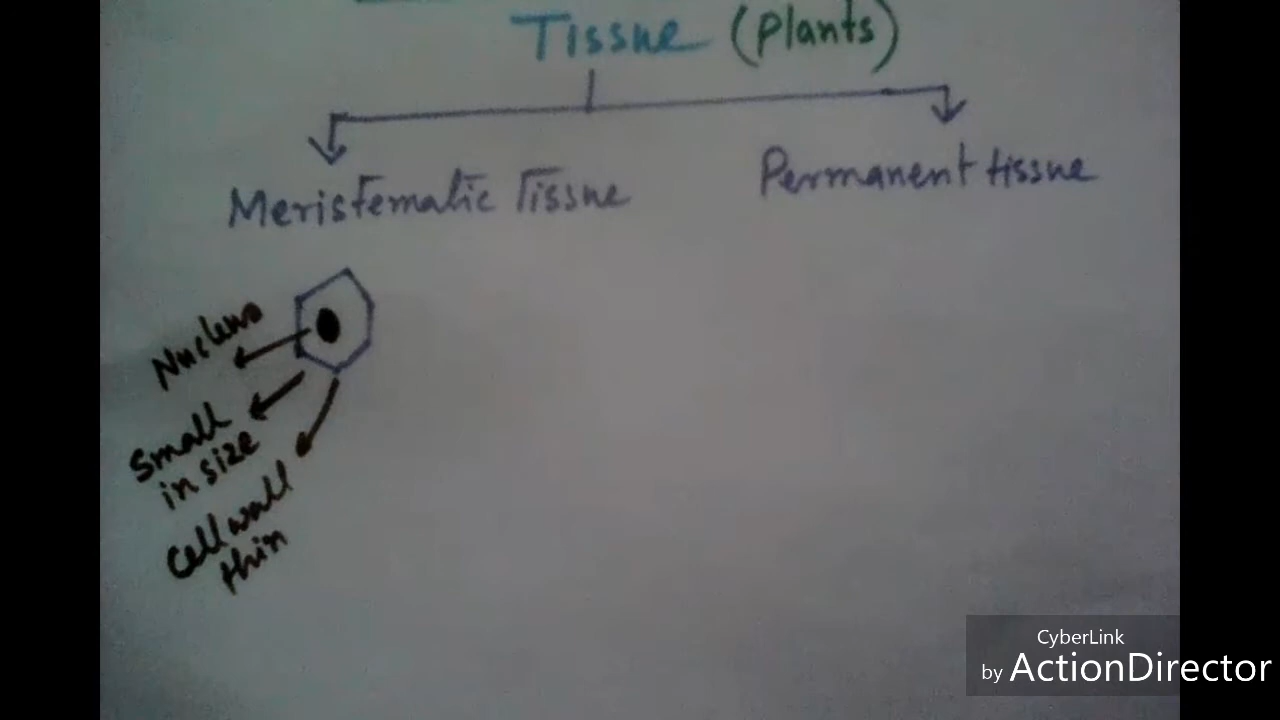 Tissue (Plants)
Meristematic Tissue
Permanent tissue
Nucleus
Small
in size
Cell wall
thin
CyberLink
by ActionDirector